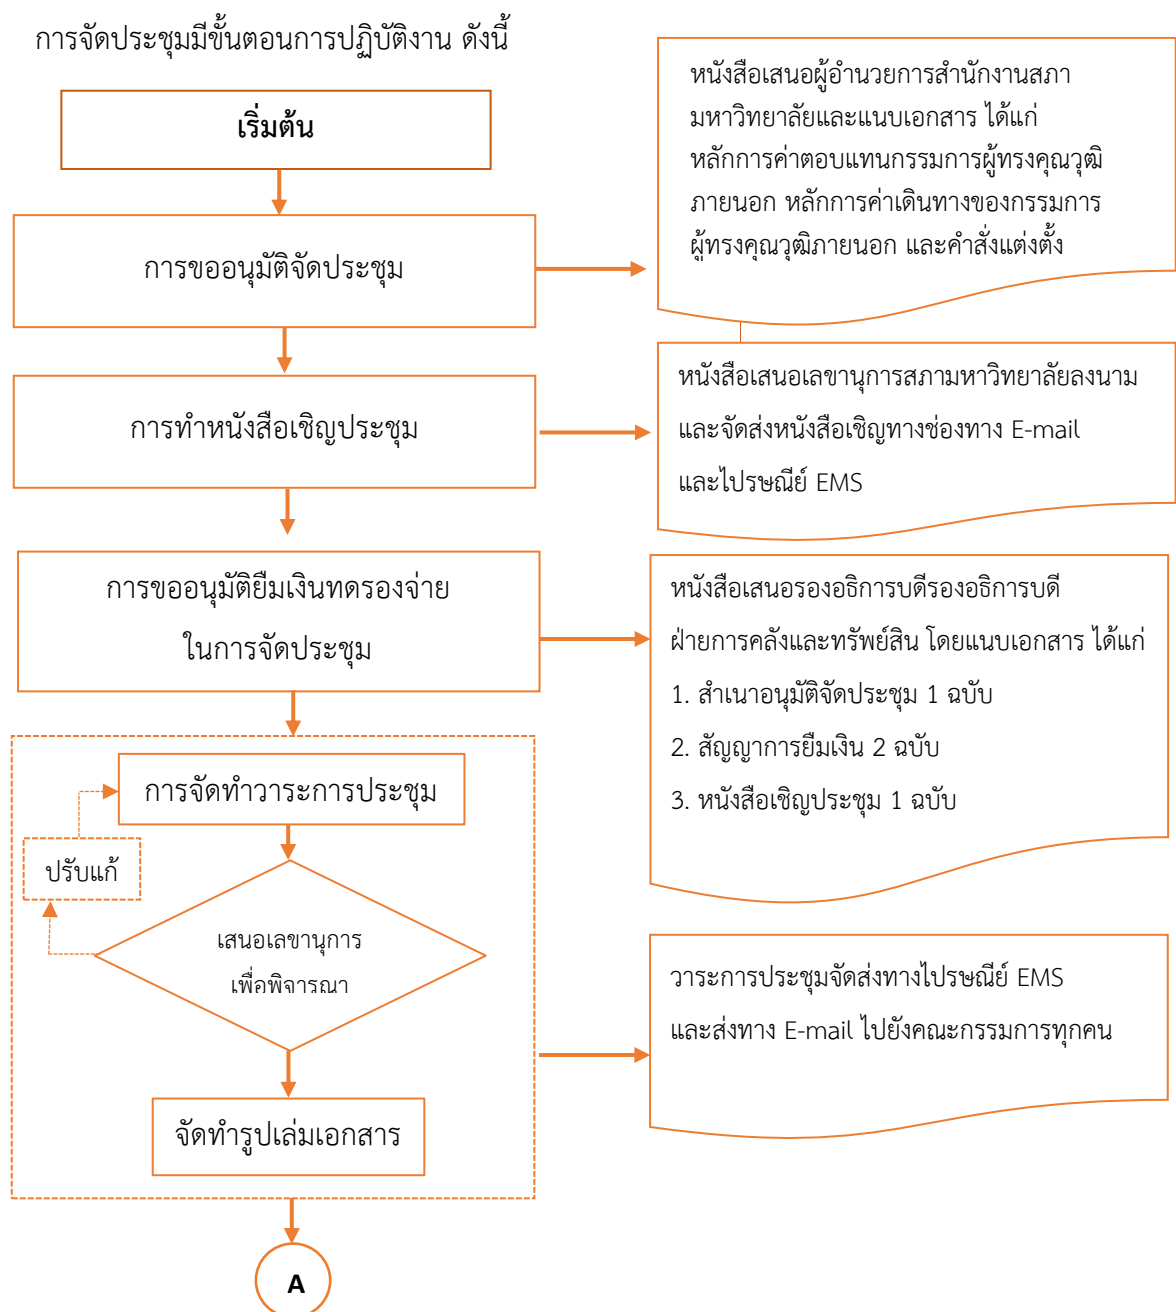 การจัดประชุมมีขั้นตอนการปฏิบัติงาน ดังนี้
เริ่มต้น
หนังสือเสนอผู้อำนวยการสำนักงานสภา
มหาวิทยาลัยและแนบเอกสาร ได้แก่
หลักการค่าตอบแทนกรรมการผู้ทรงคุณวุฒิ
ภายนอก หลักการค่าเดินทางของกรรมการ
ผู้ทรงคุณวุฒิภายนอก และคำสั่งแต่งตั้ง
การขออนุมัติจัดประชุม
การทำหนังสือเชิญประชุม
หนังสือเสนอเลขานุการสภามหาวิทยาลัยลงนาม
และจัดส่งหนังสือเชิญทางช่องทาง E-mail
และไปรษณีย์ EMS
การขออนุมัติยืมเงินทดรองจ่าย
ในการจัดประชุม
หนังสือเสนอรองอธิการบดีรองอธิการบดี
ฝ่ายการคลังและทรัพย์สิน โดยแนบเอกสาร ได้แก่
1. สำเนาอนุมัติจัดประชุม 1 ฉบับ
2. สัญญาการยืมเงิน 2 ฉบับ
3. หนังสือเชิญประชุม 1 ฉบับ
การจัดทำวาระการประชุม
ปรับแก้
เสนอเลขานุการ
เพื่อพิจารณา
จัดทำรูปเล่มเอกสาร
วาระการประชุมจัดส่งทางไปรษณีย์ EMS
และส่งทาง E-mail ไปยังคณะกรรมการทุกคน
A